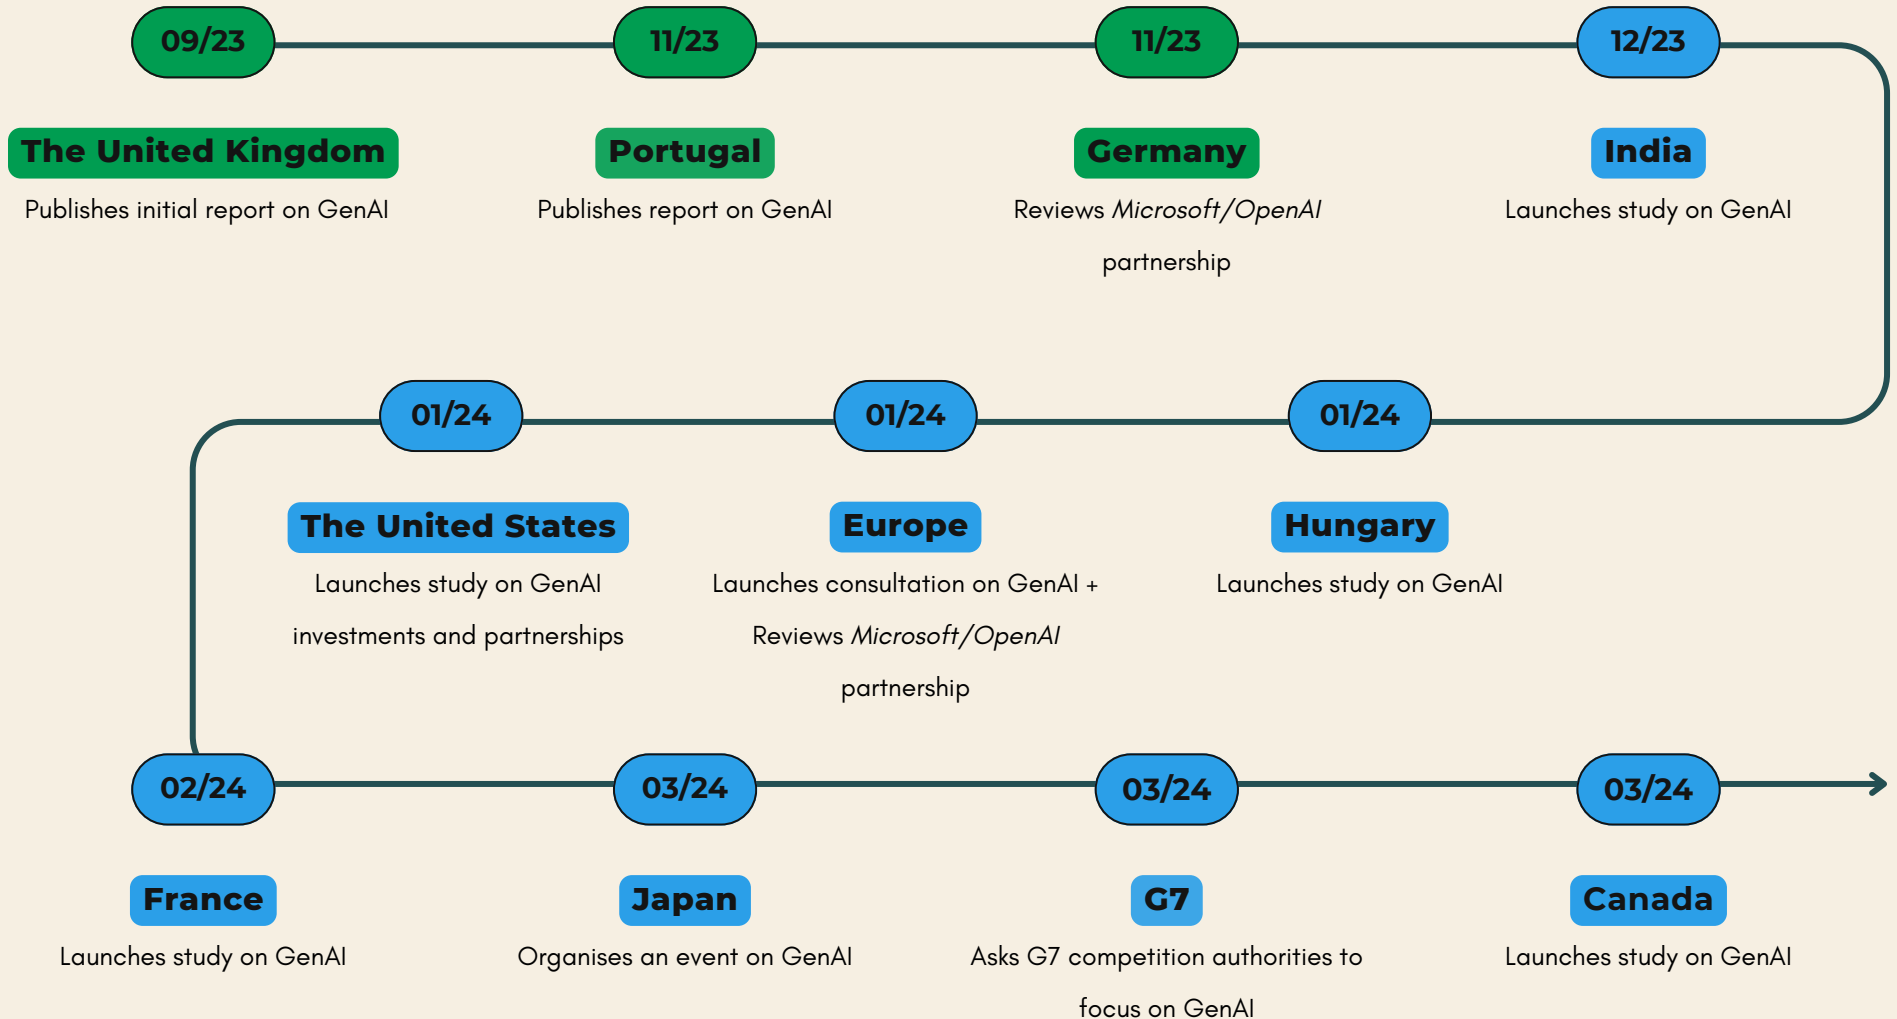 09/23
11/23
11/23
12/23
The United Kingdom
Portugal
Germany
India
Publishes initial report on GenAI
Publishes report on GenAI
Reviews Microsoft/OpenAI
partnership
Launches study on GenAI
01/24
01/24
01/24
The United States
Europe
Hungary
Launches study on GenAI
investments and partnerships
Launches consultation on GenAI +
Reviews Microsoft/OpenAI
partnership
Launches study on GenAI
02/24
03/24
03/24
03/24
France
Japan
G7
Canada
Launches study on GenAI
Organises an event on GenAI
Asks G7 competition authorities to
focus on GenAI
Launches study on GenAI